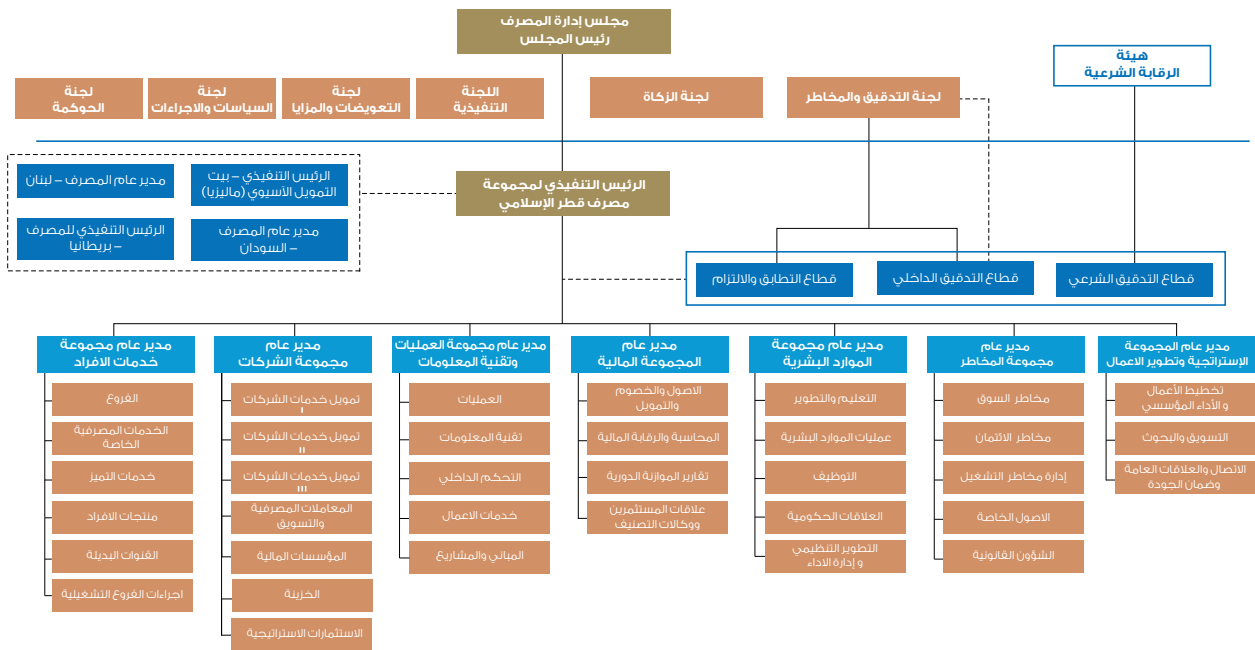 مجلس إدارة المصرف
رئيس المجلس
هيئة
الرقابة الشرعية
لجنة التدقيق والمخاطر
لجنة الزكاة
اللجنة
التنفيذية
لجنة
التعويضات والمزايا
لجنة
السياسات والاجراءات
لجنة
الحوكمة
الرئيس التنفيذي لمجموعة
مصرف قطر الإسلامي
الرئيس التنفيذي – بيت
التمويل الآسيوي (ماليزيا)
مدير عام المصرف – لبنان
مدير عام المصرف
– السودان
الرئيس التنفيذي للمصرف
– بريطانيا
قطاع التدقيق الشرعي
قطاع التدقيق الداخلي
قطاع التطابق والالتزام
مدير عام المجموعة
الإستراتجية وتطوير الاعمال
تخطيط الأعمال
و الأداء المؤسسي
التسويق والبحوث
الاتصال والعلاقات العامة
وضمان الجودة
مدير عام
مجموعة المخاطر
مخاطر السوق
مخاطر الائتمان
إدارة مخاطر التشغيل
الاصول الخاصة
الشؤون القانونية
مدير عام مجموعة
الموارد البشرية
التعليم والتطوير
عمليات الموارد البشرية
التوظيف
العلاقات الحكومية
التطوير التنظيمي
و إدارة الاداء
مدير عام
المجموعة المالية
الاصول والخصوم
والتمويل
المحاسبة والرقابة المالية
تقارير الموازنة الدورية
علاقات المستثمرين
ووكالات التصنيف
مدير عام مجموعة العمليات
وتقنية المعلومات
العمليات
تقنية المعلومات
التحكم الداخلي
خدمات الاعمال
المباني والمشاريع
مدير عام
مجموعة الشركات
تمويل خدمات الشركات
I
تمويل خدمات الشركات
II
تمويل خدمات الشركات
III
المعاملات المصرفية
والتسويق
المؤسسات المالية
الخزينة
الاستثمارات الاستراتيجية
مدير عام مجموعة
خدمات الافراد
الفروع
الخدمات المصرفية
الخاصة
خدمات التميز
منتجات الافراد
القنوات البديلة
اجراءات الفروع التشغيلية